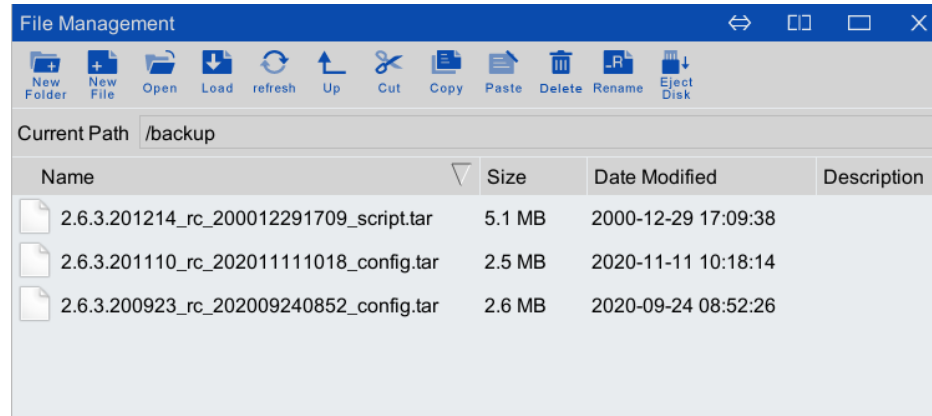 File Management
New Folder New File Open Load refresh Up Cut Copy Paste Delete Rename Eject Disk
Current Path /backup
Name Size Date Modified Description
2.6.3.201214_rc_200012291709_script.tar 5.1 MB 2000-12-29 17:09:38
2.6.3.201110_rc_202011111018_config.tar 2.5 MB 2020-11-11 10:18:14
2.6.3.200923_rc_202009240852_config.tar 2.6 MB 2020-09-24 08:52:26